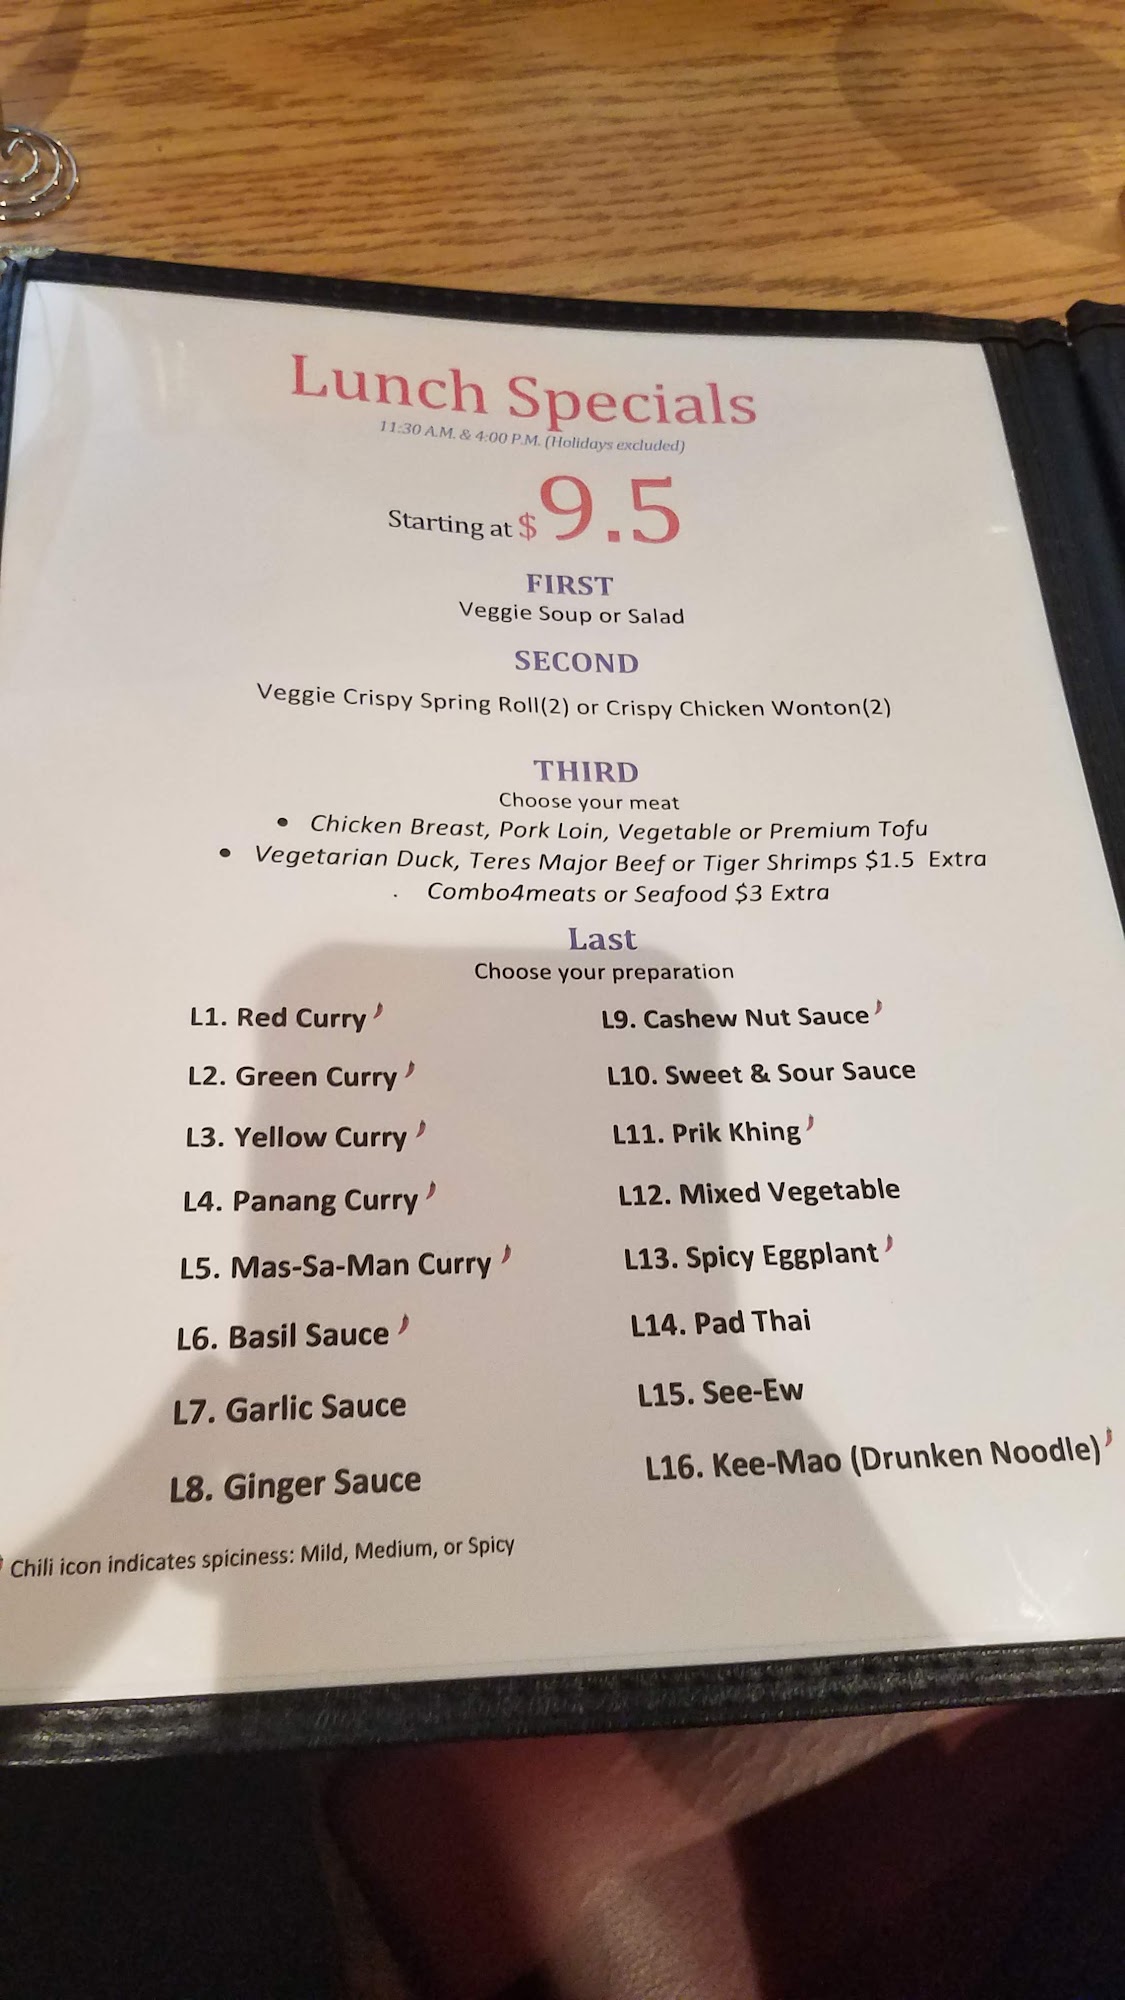 Lunch Specials
11:30 A.M. & 4:00 P.M. (Holidays excluded)
Starting at $9.5
FIRST
Veggie Soup or Salad
SECOND
Veggie Crispy Spring Roll(2) or Crispy Chicken Wonton(2)
THIRD
Choose your meat
• Chicken Breast, Pork Loin, Vegetable or Premium Tofu
• Vegetarian Duck, Teres Major Beef or Tiger Shrimps $1.5 Extra
. Combo4meats or Seafood $3 Extra
Last
Choose your preparation
L1. Red Curry
L2. Green Curry
L3. Yellow Curry
L4. Panang Curry
L5. Mas-Sa-Man Curry
L6. Basil Sauce
L7. Garlic Sauce
L8. Ginger Sauce
L9. Cashew Nut Sauce
L10. Sweet & Sour Sauce
L11. Prik Khing
L12. Mixed Vegetable
L13. Spicy Eggplant
L14. Pad Thai
L15. See-Ew
L16. Kee-Mao (Drunken Noodle)
Chili icon indicates spiciness: Mild, Medium, or Spicy